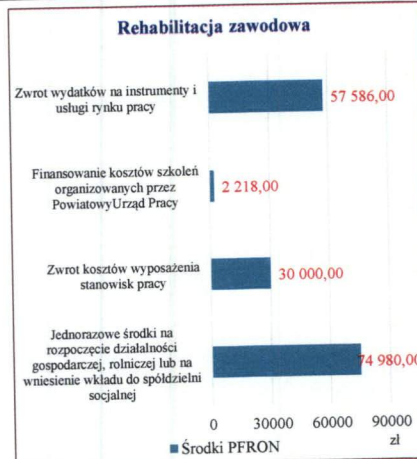 Rehabilitacja zawodowa
Zwrot wydatków na instrumenty i
usługi rynku pracy
57 586,00
Finansowanie kosztów szkoleń
organizowanych przez
PowiatowyUrząd Pracy
2 218,00
Zwrot kosztów wyposażenia
stanowisk pracy
30 000,00
Jednorazowe środki na
rozpoczęcie działalności
gospodarczej, rolniczej lub na
wniesienie wkładu do spółdzielni
socjalnej
74 980,00
0 30000 60000 90000
zł
Środki PFRON